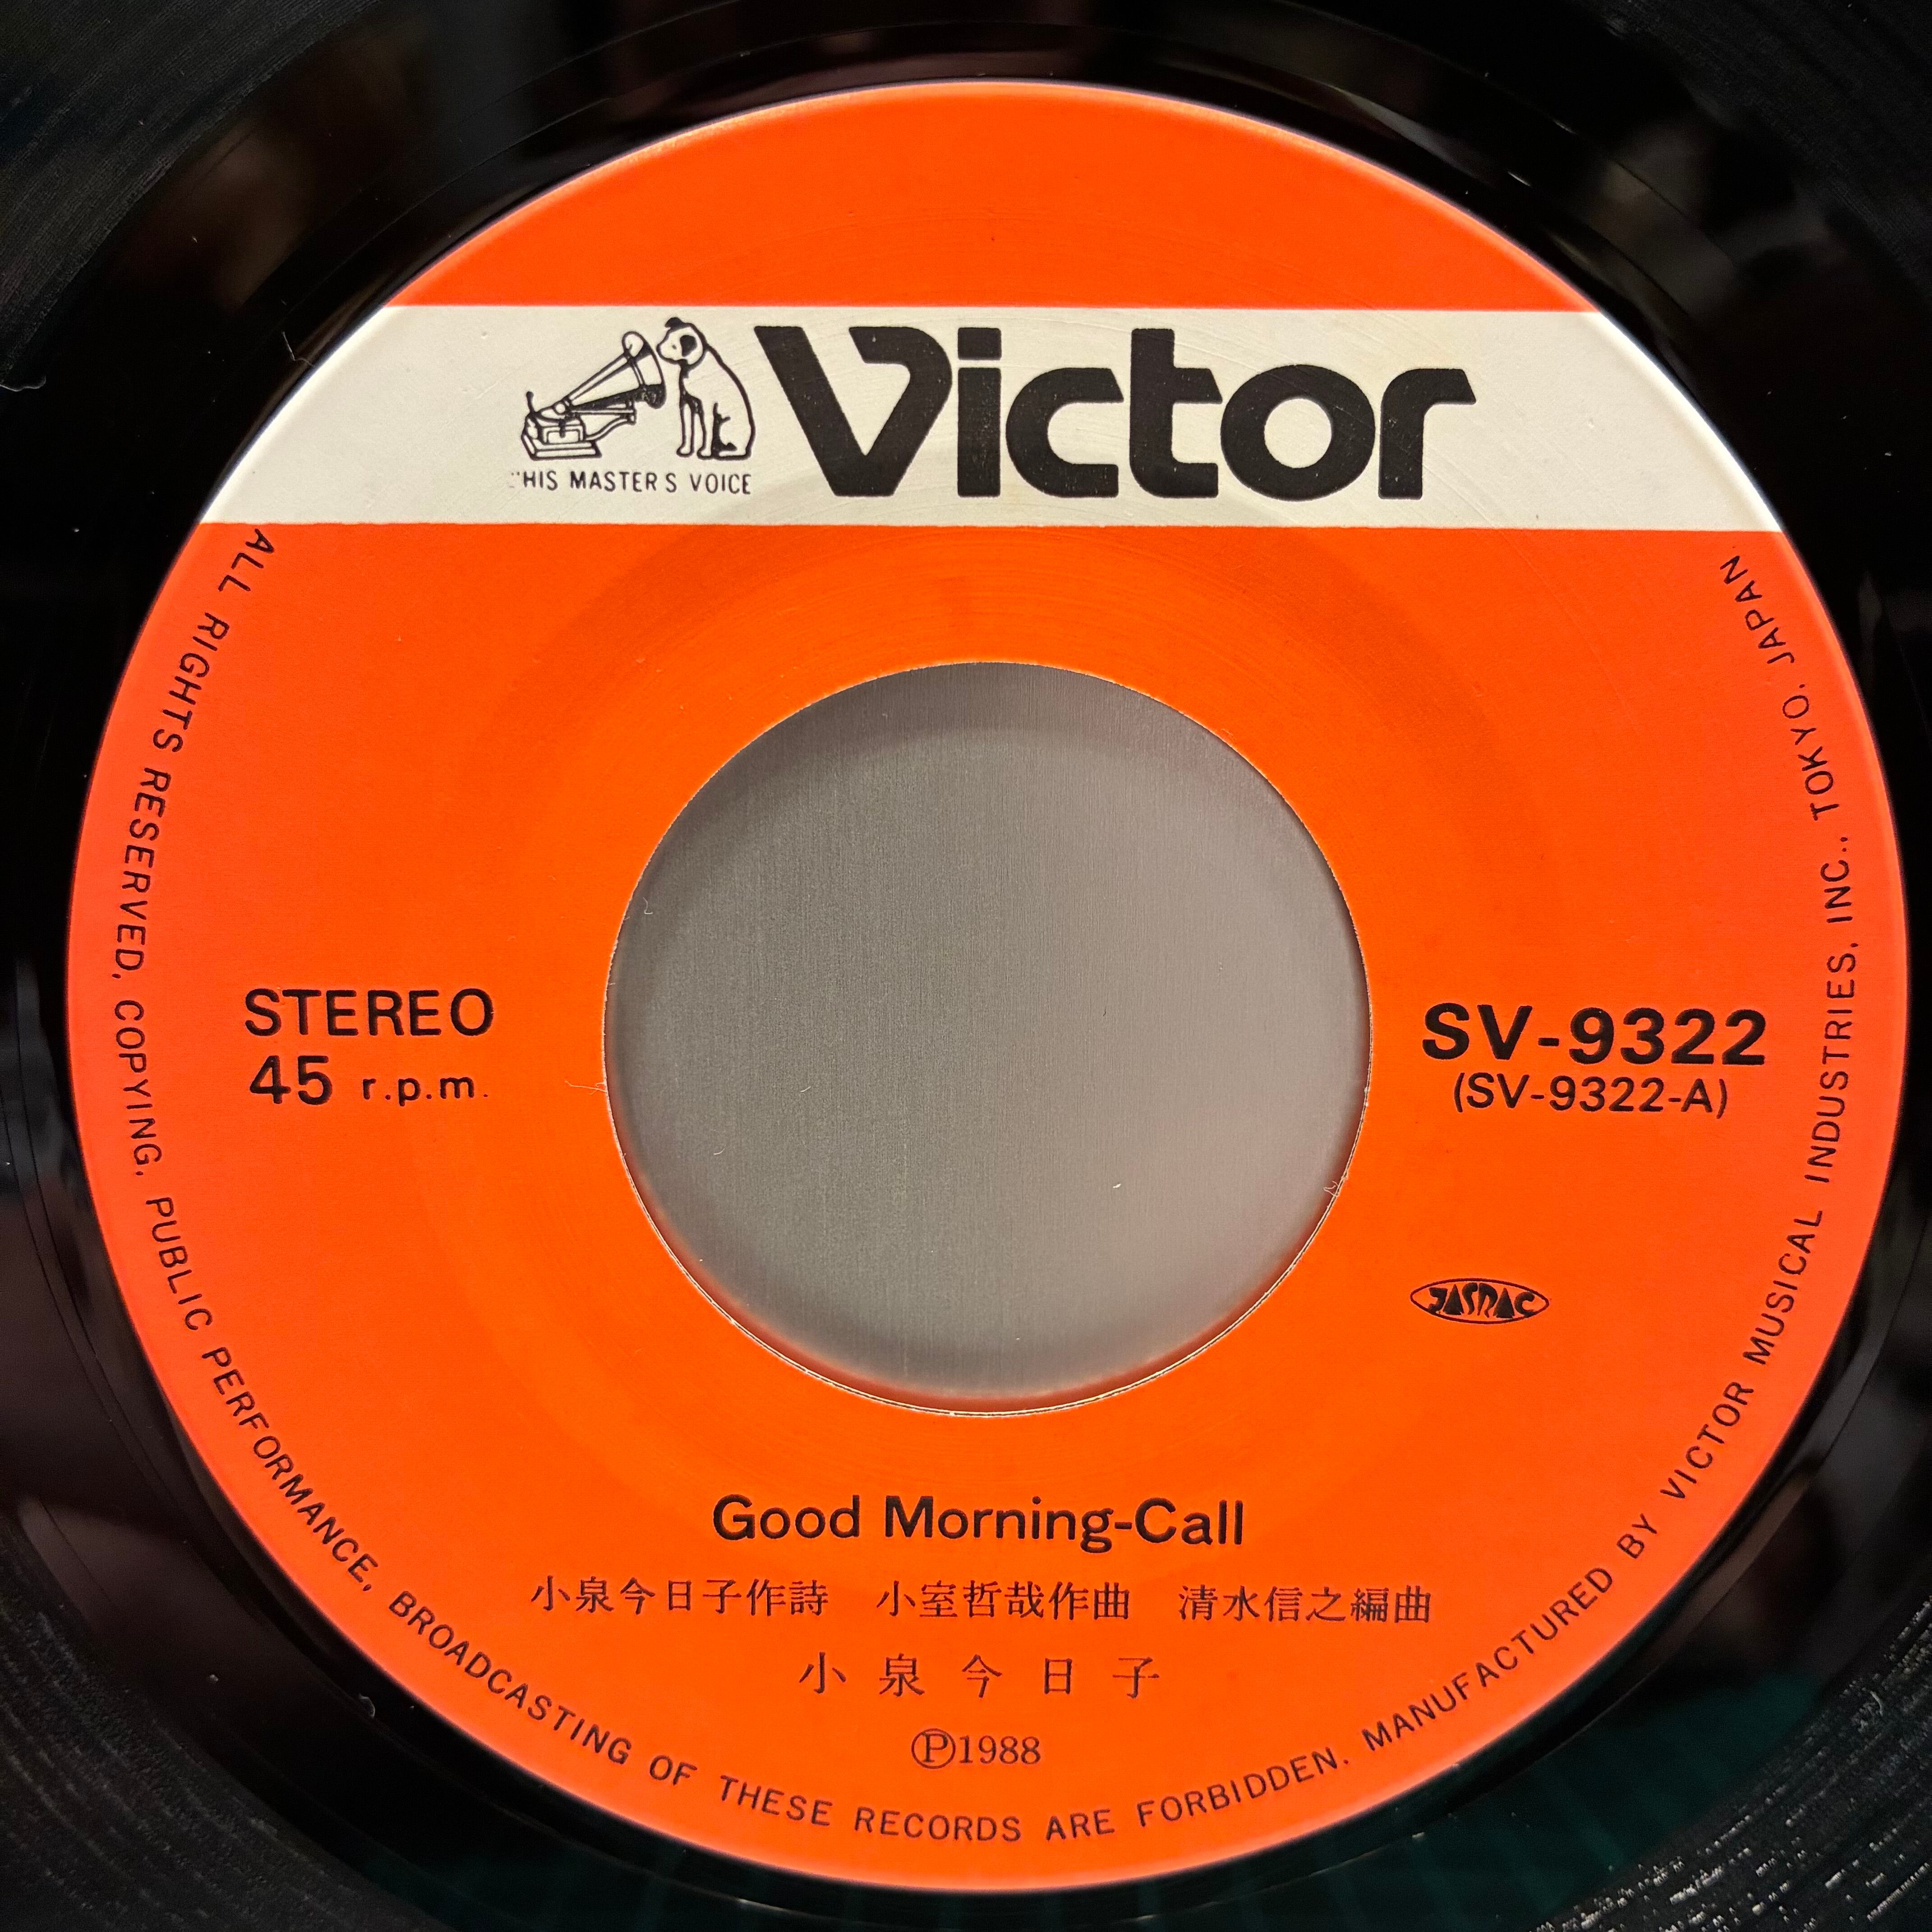 Victor
"HIS MASTER'S VOICE
STEREO
45 r.p.m.
SV-9322
(SV-9322-A)
JASRAC
Good Morning-Call
小泉今日子作詩　小室哲哉作曲　清水信之編曲
小泉今日子
Ⓟ1988
ALL RIGHTS RESERVED, COPYING, PUBLIC PERFORMANCE, BROADCASTING OF THESE RECORDS ARE FORBIDDEN. MANUFACTURED BY VICTOR MUSICAL INDUSTRIES, INC., TOKYO, JAPAN